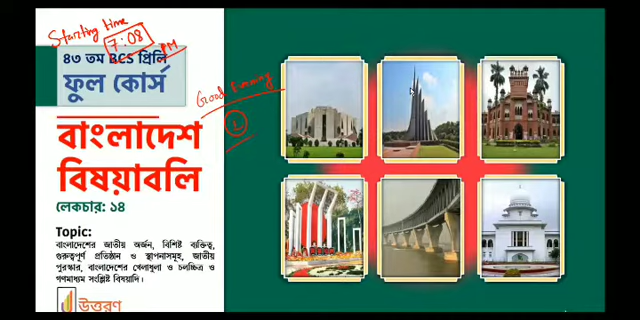 Starting time
7:08
PM
৪৩ তম BCS প্রিলি
ফুল কোর্স
Good Evening
1
বাংলাদেশ
বিষয়াবলি
লেকচার: ১৪
Topic:
বাংলাদেশের জাতীয় অর্জন, বিশিষ্ট ব্যক্তিত্ব,
গুরুত্বপূর্ণ প্রতিষ্ঠান ও স্থাপনাসমূহ, জাতীয়
পুরস্কার, বাংলাদেশের খেলাধুলা ও চলচ্চিত্র ও
গণমাধ্যম সংশ্লিষ্ট বিষয়াদি।
উত্তরণ